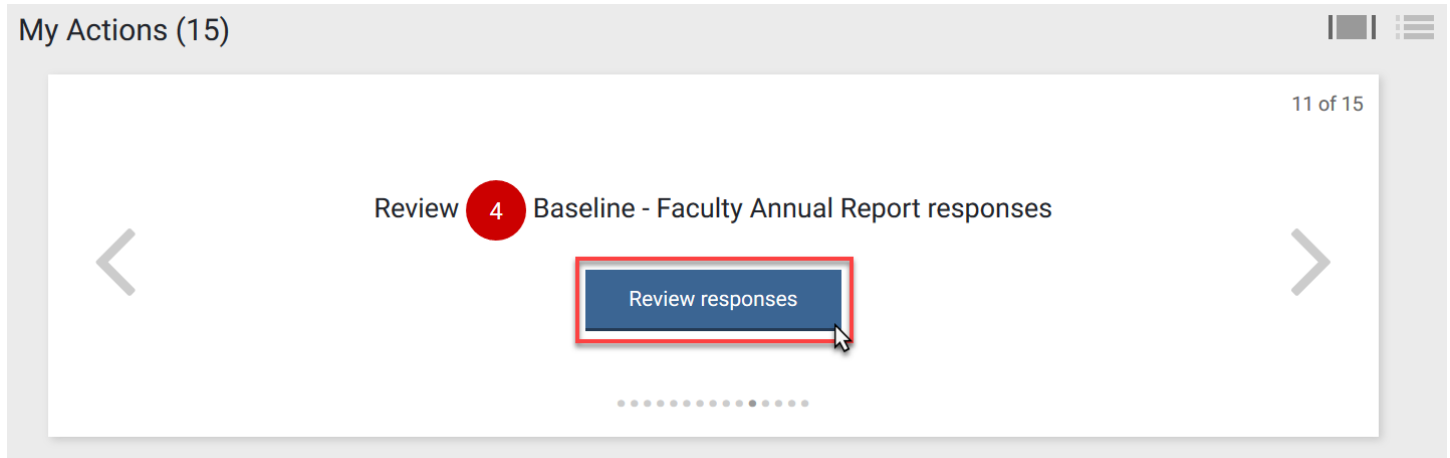 My Actions (15)
11 of 15
Review 4 Baseline - Faculty Annual Report responses
Review responses